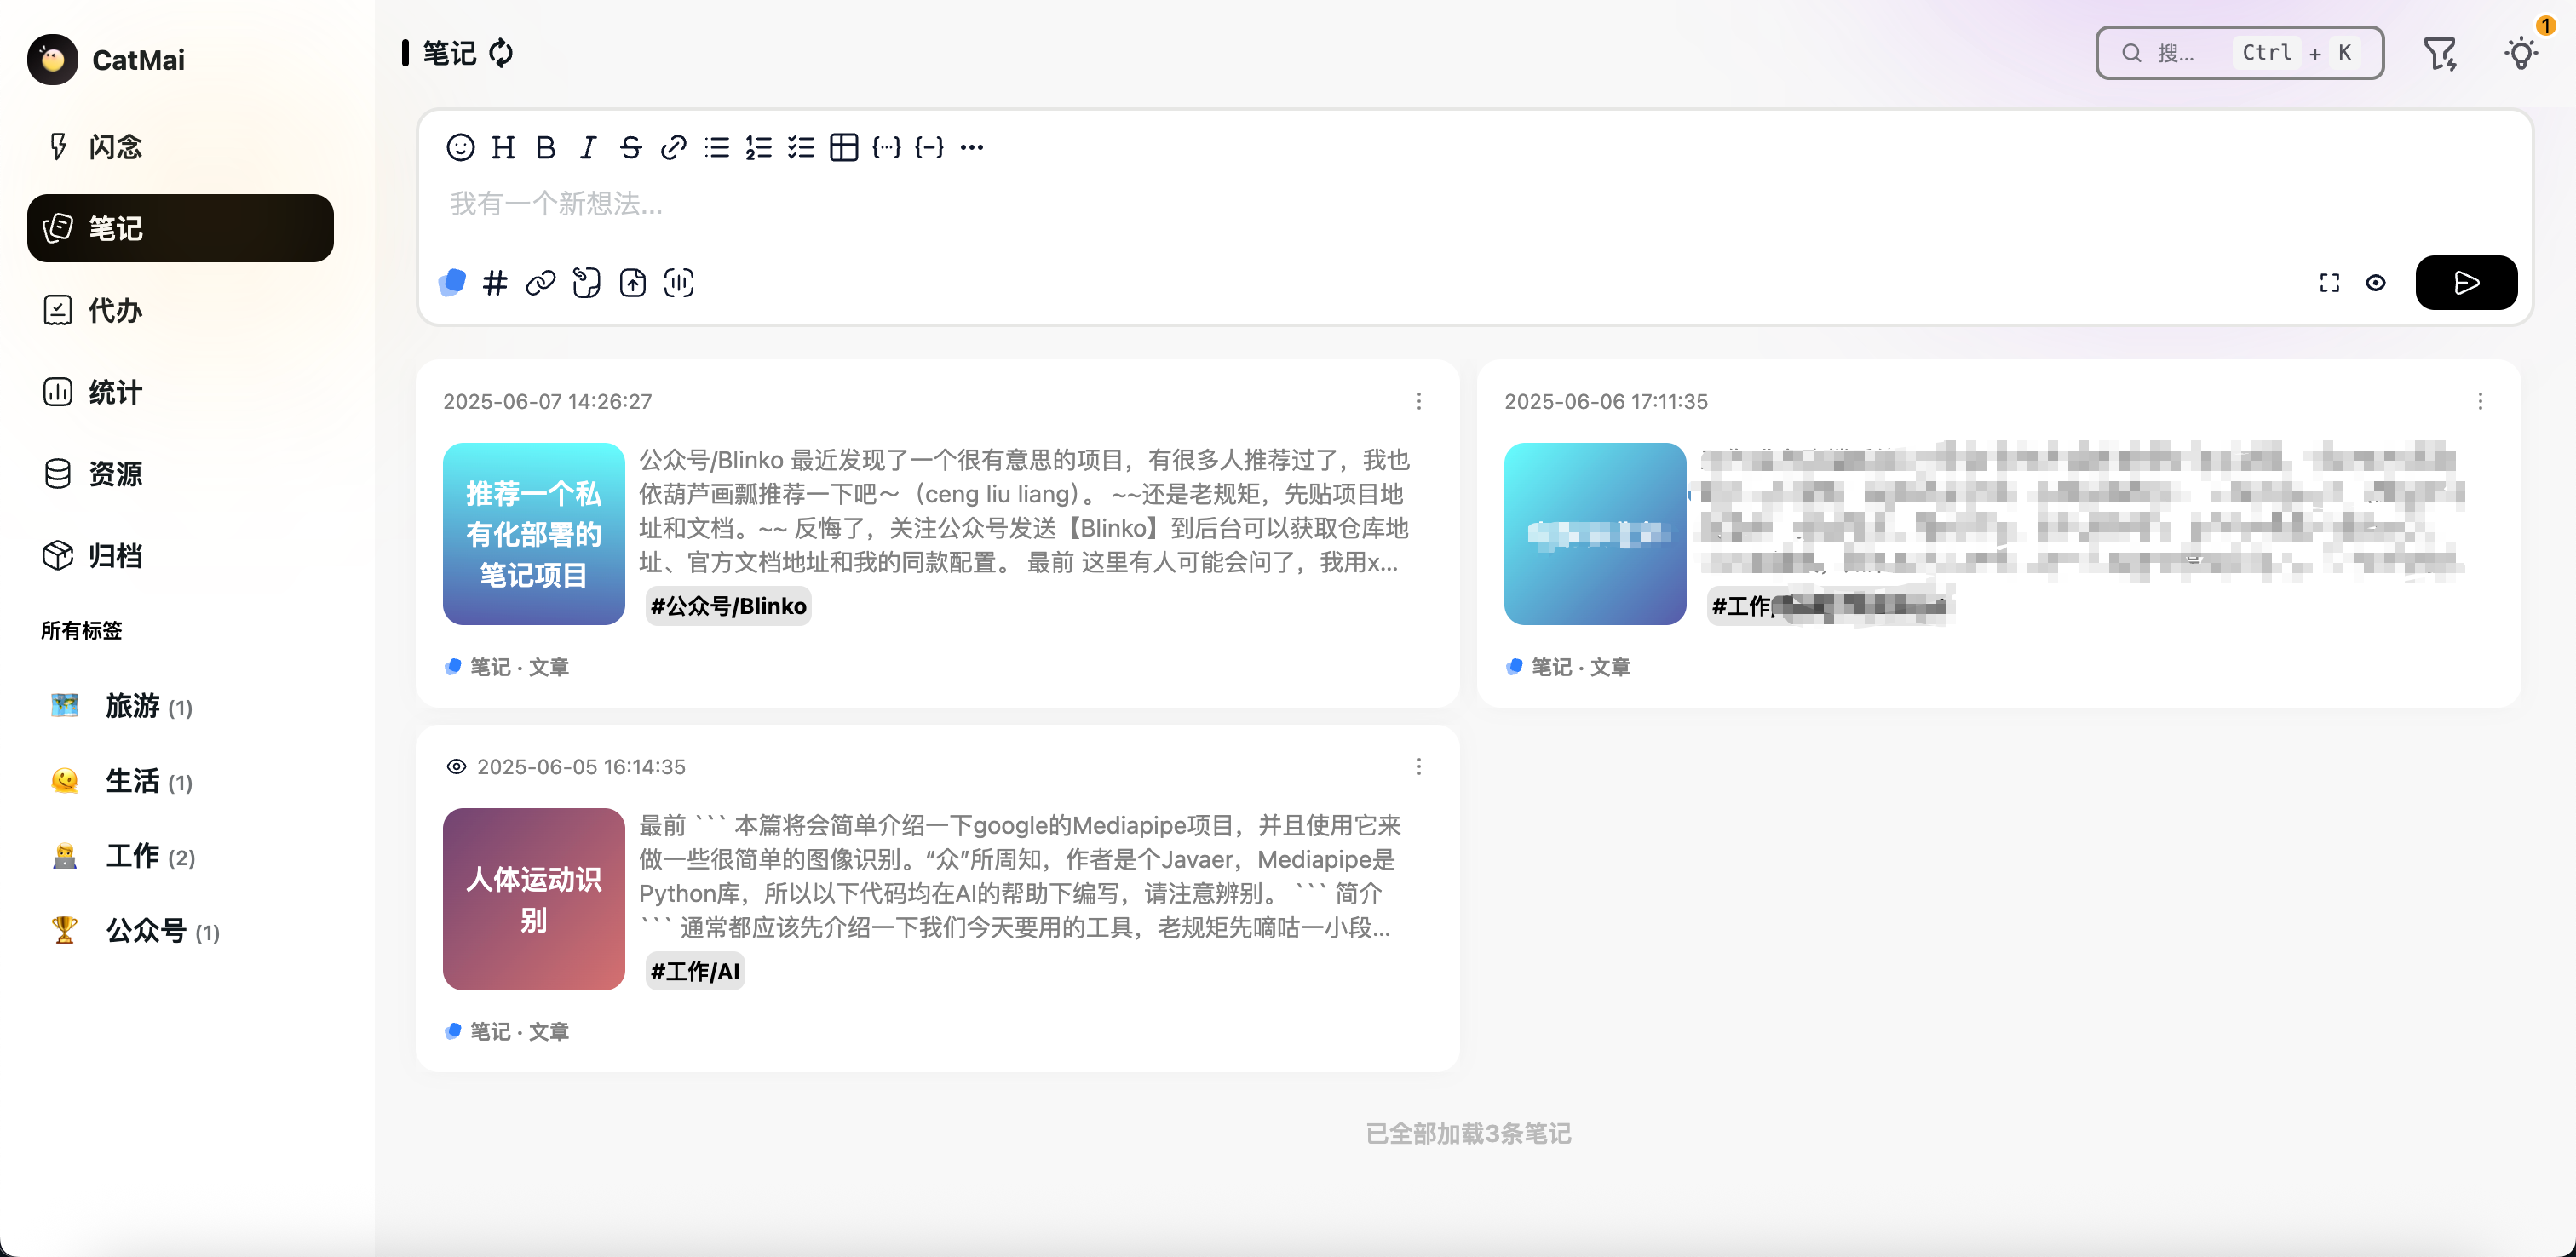 CatMai
闪念
笔记
代办
统计
资源
归档
所有标签
旅游 (1)
生活 (1)
工作 (2)
公众号 (1)
笔记
搜... Ctrl + K
1
H B I S
我有一个新想法...
2025-06-07 14:26:27
推荐一个私
有化部署的
笔记项目
公众号/Blinko 最近发现了一个很有意思的项目，有很多人推荐过了，我也
依葫芦画瓢推荐一下吧～（ceng liu liang）。 ~~还是老规矩，先贴项目地
址和文档。~~ 反悔了，关注公众号发送【Blinko】到后台可以获取仓库地
址、官方文档地址和我的同款配置。 最前 这里有人可能会问了，我用x...
#公众号/Blinko
笔记 · 文章
2025-06-06 17:11:35
#工作
笔记 · 文章
2025-06-05 16:14:35
人体运动识
别
最前 ``` 本篇将会简单介绍一下google的Mediapipe项目，并且使用它来
做一些很简单的图像识别。“众”所周知，作者是个Javaer，Mediapipe是
Python库，所以以下代码均在AI的帮助下编写，请注意辨别。 ``` 简介
``` 通常都应该先介绍一下我们今天要用的工具，老规矩先嘀咕一小段...
#工作/AI
笔记 · 文章
已全部加载3条笔记